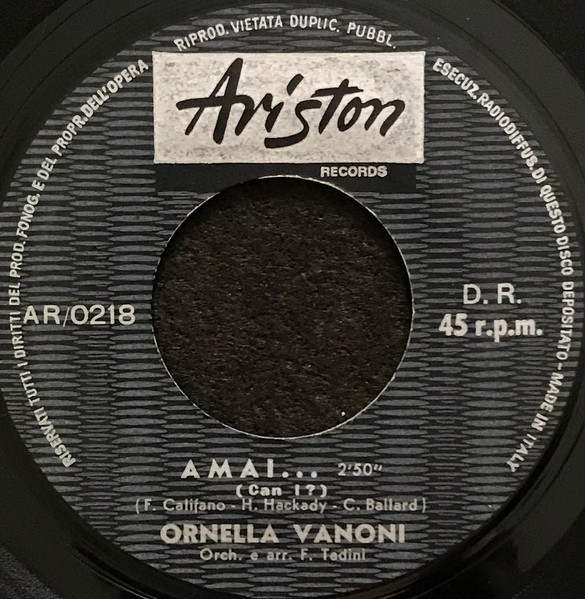 RISERVATI TUTTI I DIRITTI DEL PROD. FONOG. E DEL PROPR. DELL'OPERA
RIPROD. VIETATA DUPLIC. PUBBL.
ESECUZ. RADIODIFFUS. DI QUESTO DISCO DEPOSITATO - MADE IN ITALY
Ariston
RECORDS
AR/0218
D. R.
45 r.p.m.
AMAI... 2'50"
(Can I?)
(F. Califano - H. Hackady - C. Ballard)
ORNELLA VANONI
Orch. e arr. F. Tadini